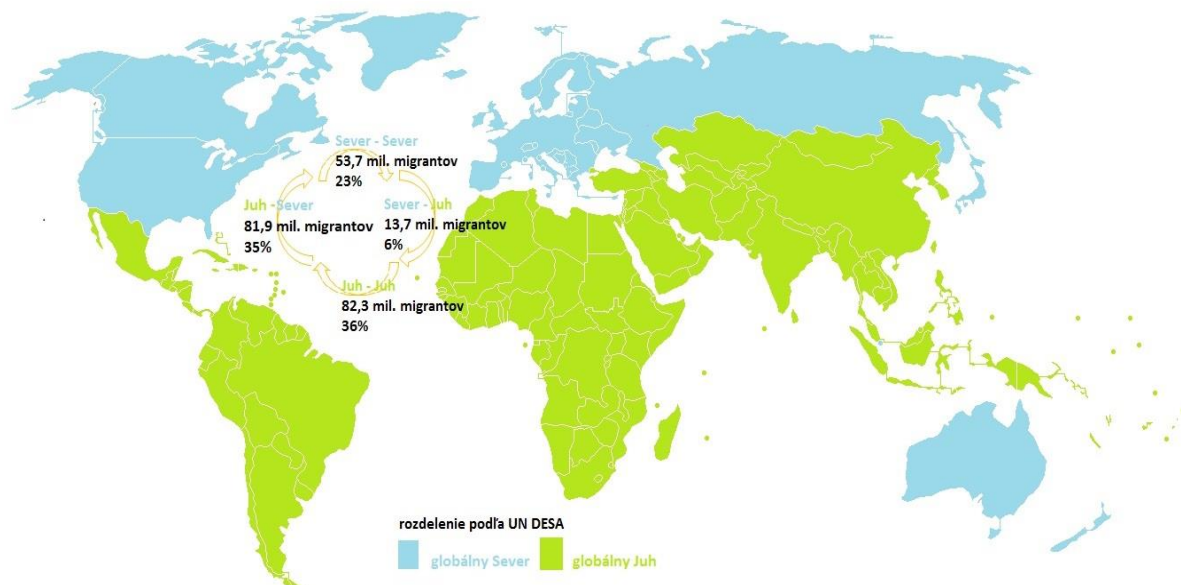 Sever - Sever
53,7 mil. migrantov
23%
Juh - Sever
81,9 mil. migrantov
35%
Sever - Juh
13,7 mil. migrantov
6%
Juh - Juh
82,3 mil. migrantov
36%
rozdelenie podľa UN DESA
globálny Sever
globálny Juh